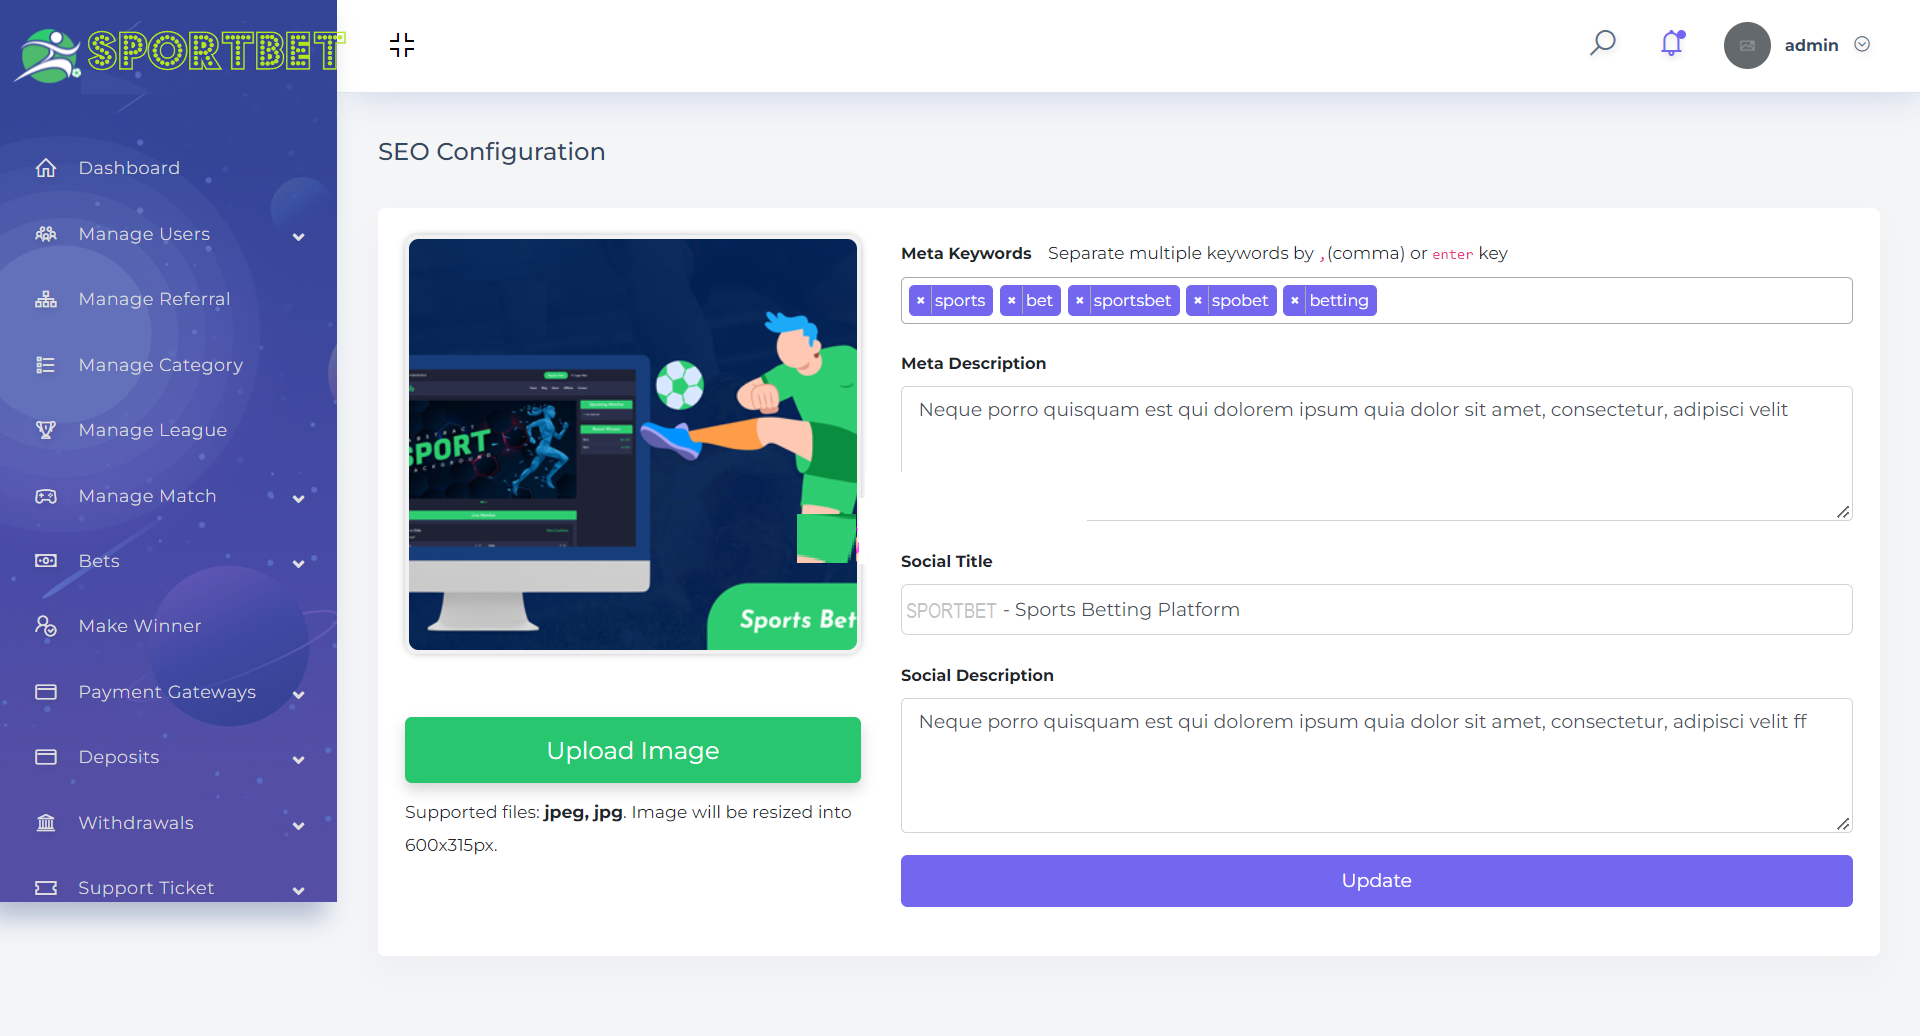 SPORTBET
admin
Dashboard
Manage Users
Manage Referral
Manage Category
Manage League
Manage Match
Bets
Make Winner
Payment Gateways
Deposits
Withdrawals
Support Ticket
SEO Configuration
SPORT
BACKGROUND
Sports Bet
Upload Image
Supported files: jpeg, jpg. Image will be resized into
600x315px.
Meta Keywords Separate multiple keywords by ,(comma) or enter key
× sports × bet × sportsbet × spobet × betting
Meta Description
Neque porro quisquam est qui dolorem ipsum quia dolor sit amet, consectetur, adipisci velit
Social Title
SPORTBET - Sports Betting Platform
Social Description
Neque porro quisquam est qui dolorem ipsum quia dolor sit amet, consectetur, adipisci velit ff
Update